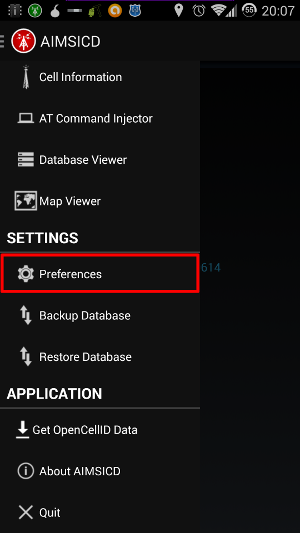 55 20:07
AIMSICD
Cell Information
AT Command Injector
Database Viewer
Map Viewer
SETTINGS
Preferences
614
Backup Database
Restore Database
APPLICATION
Get OpenCellID Data
About AIMSICD
Quit